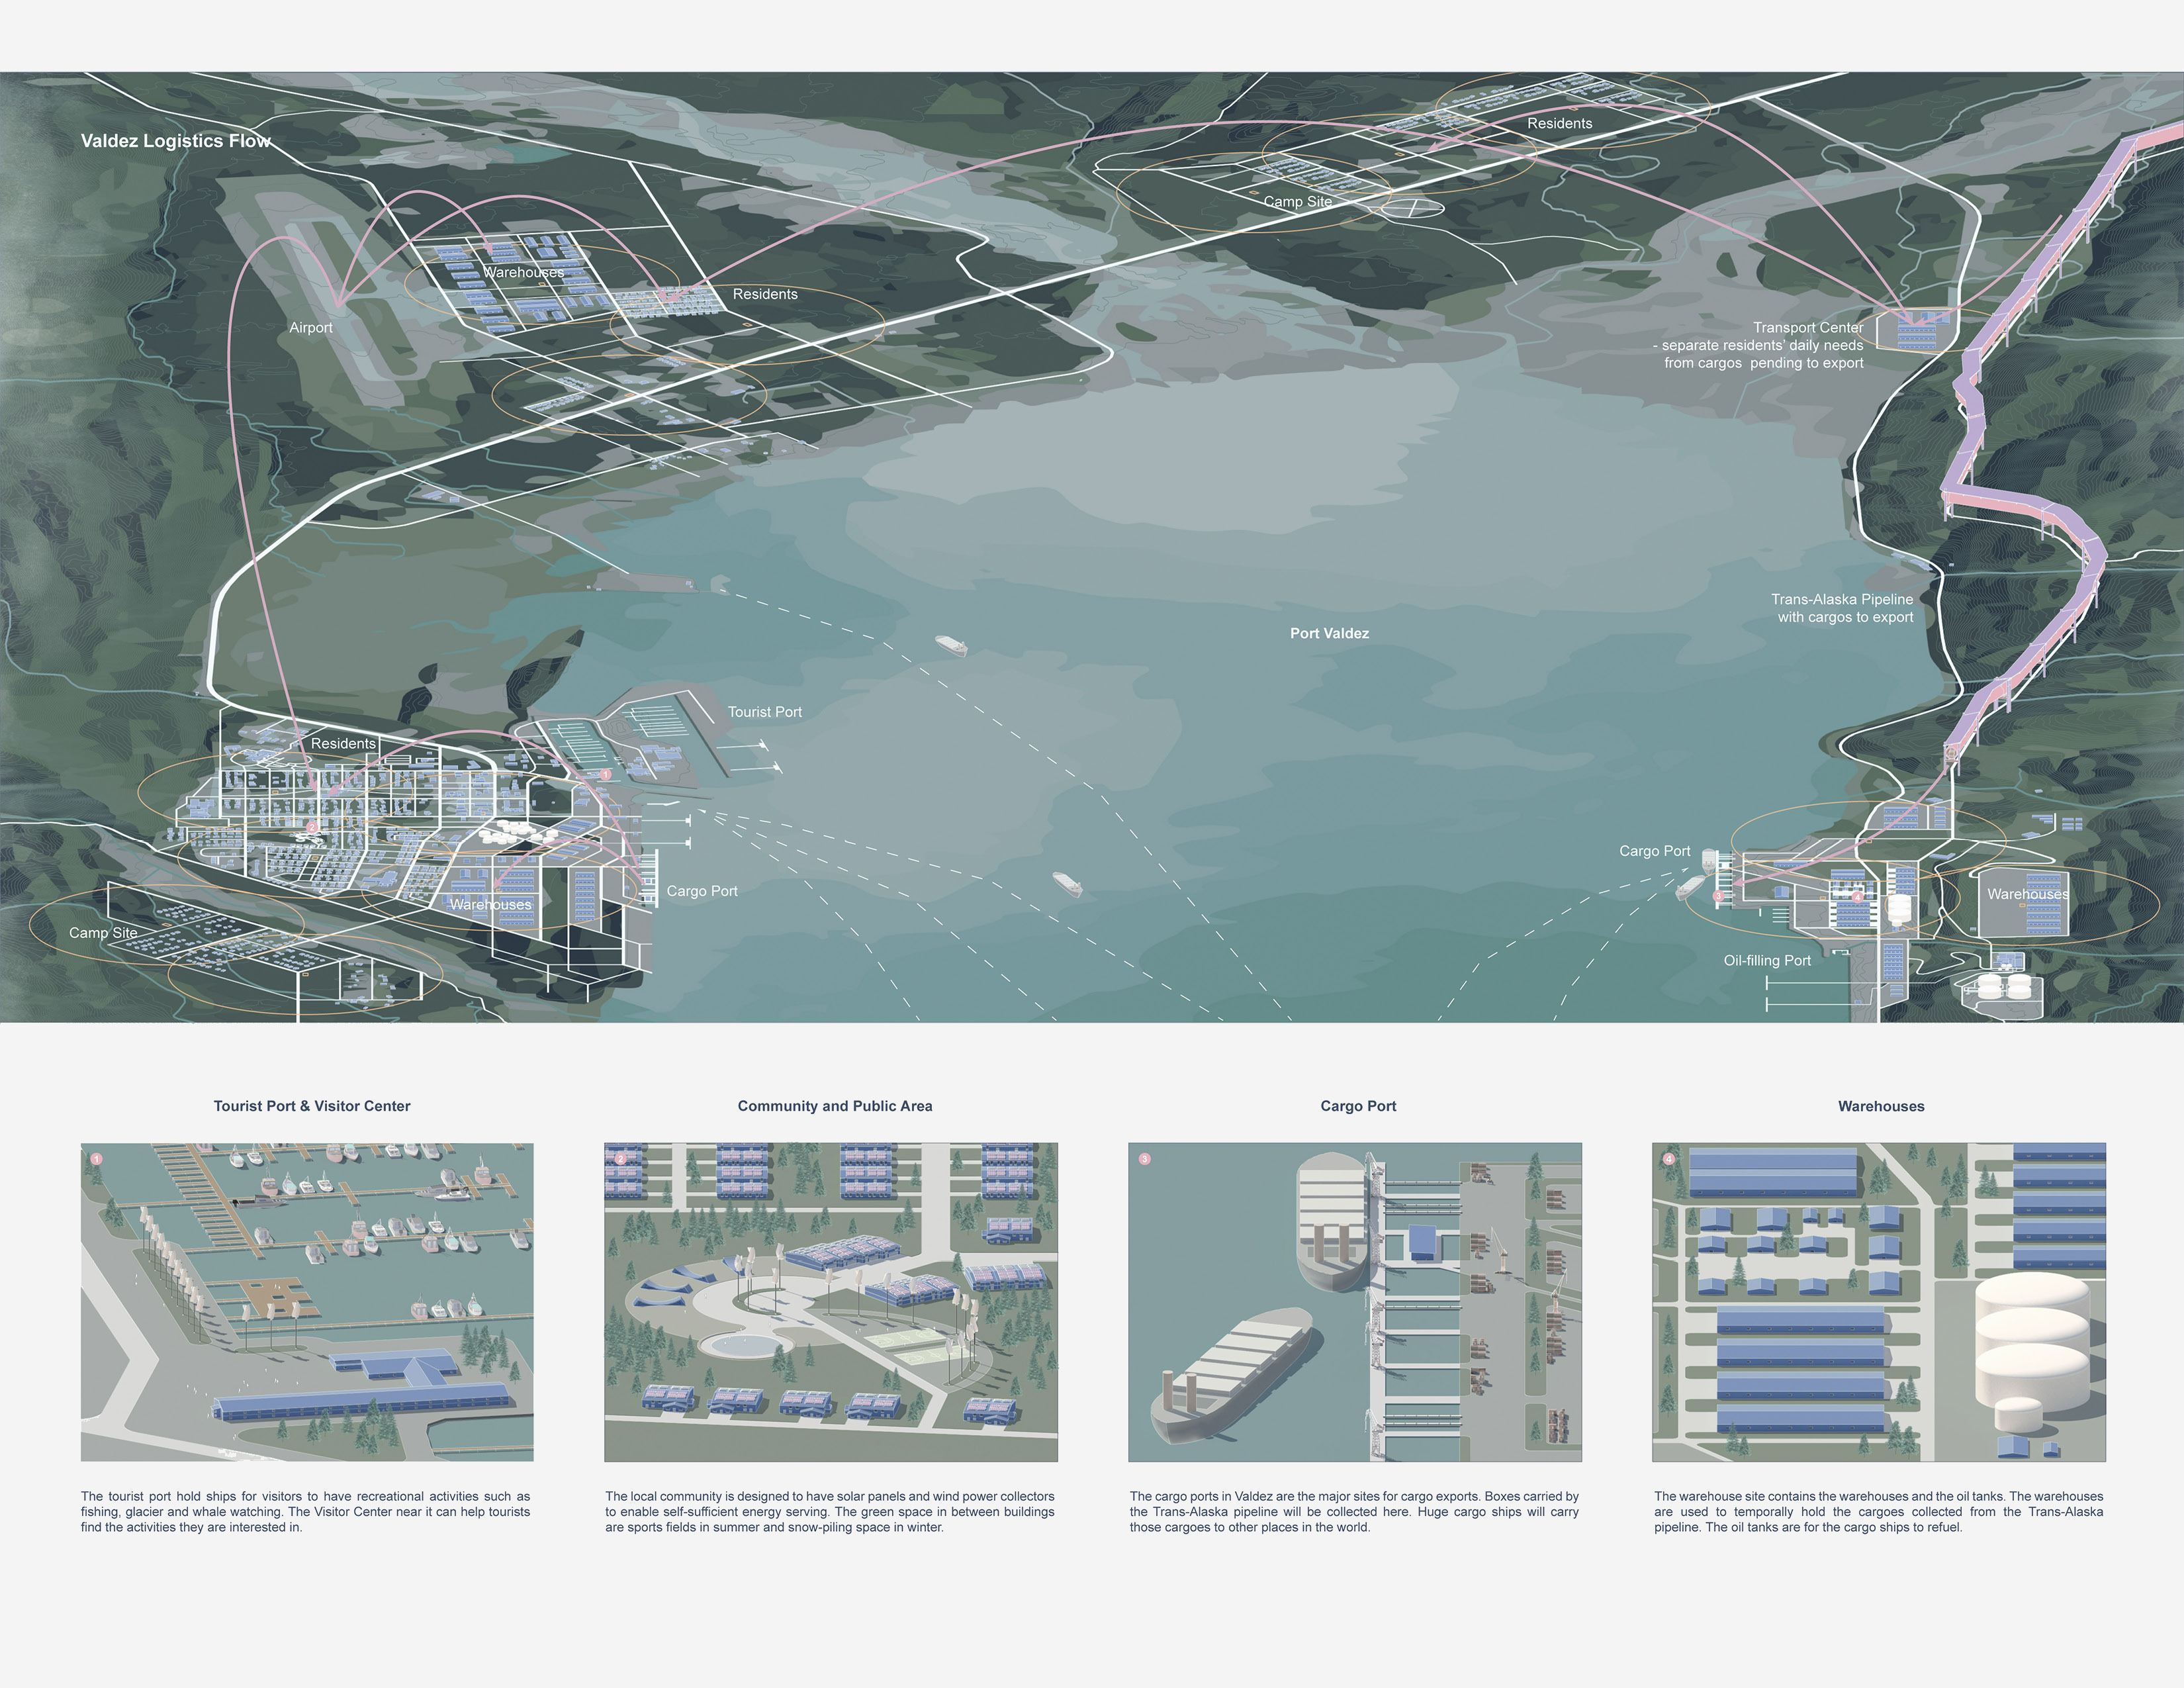 Valdez Logistics Flow
Residents
Camp Site
Warehouses
Residents
Airport
Transport Center
- separate residents' daily needs
from cargos pending to export
Trans-Alaska Pipeline
with cargos to export
Port Valdez
Tourist Port
Residents
1
2
Cargo Port
Warehouses
Camp Site
Cargo Port
3
4
Warehouses
Oil-filling Port
Tourist Port & Visitor Center
1
The tourist port hold ships for visitors to have recreational activities such as
fishing, glacier and whale watching. The Visitor Center near it can help tourists
find the activities they are interested in.
Community and Public Area
2
The local community is designed to have solar panels and wind power collectors
to enable self-sufficient energy serving. The green space in between buildings
are sports fields in summer and snow-piling space in winter.
Cargo Port
3
The cargo ports in Valdez are the major sites for cargo exports. Boxes carried by
the Trans-Alaska pipeline will be collected here. Huge cargo ships will carry
those cargoes to other places in the world.
Warehouses
4
The warehouse site contains the warehouses and the oil tanks. The warehouses
are used to temporally hold the cargoes collected from the Trans-Alaska
pipeline. The oil tanks are for the cargo ships to refuel.